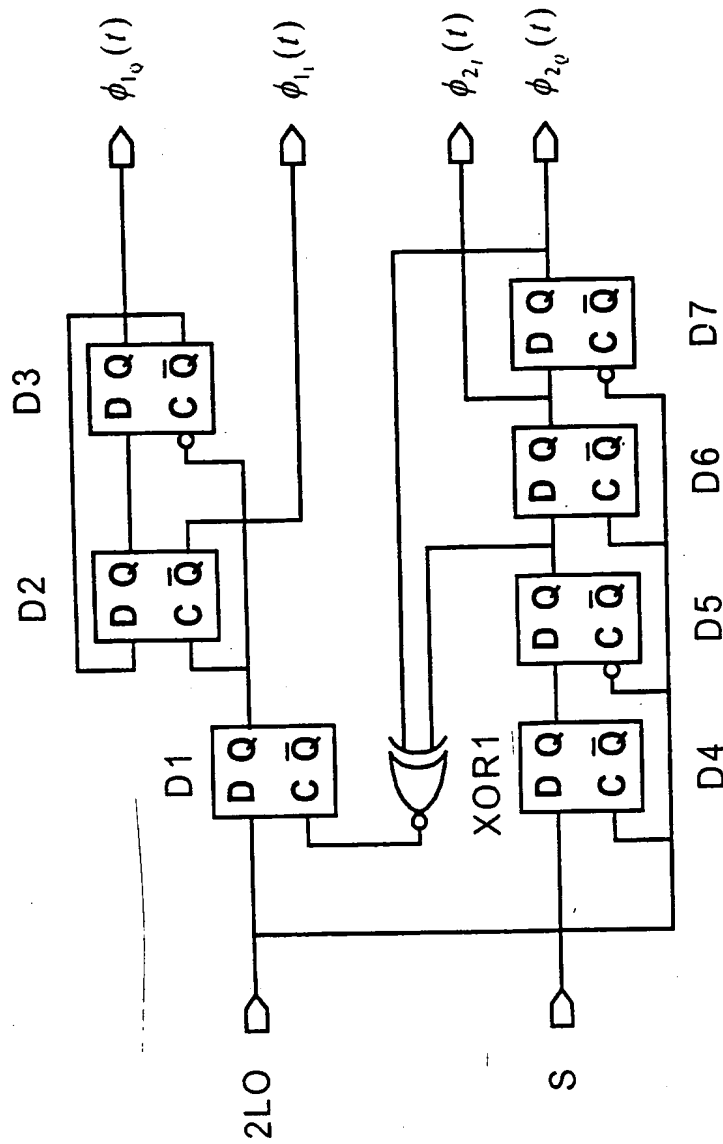 2LO
S
D1
D Q
C Q̅
D2
D Q
C Q̅
D3
D Q
C Q̅
XOR1
D4
D Q
C Q̅
D5
D Q
C Q̅
D6
D Q
C Q̅
D7
D Q
C Q̅
ϕ₁Q(t)
ϕ₁I(t)
ϕ₂I(t)
ϕ₂Q(t)